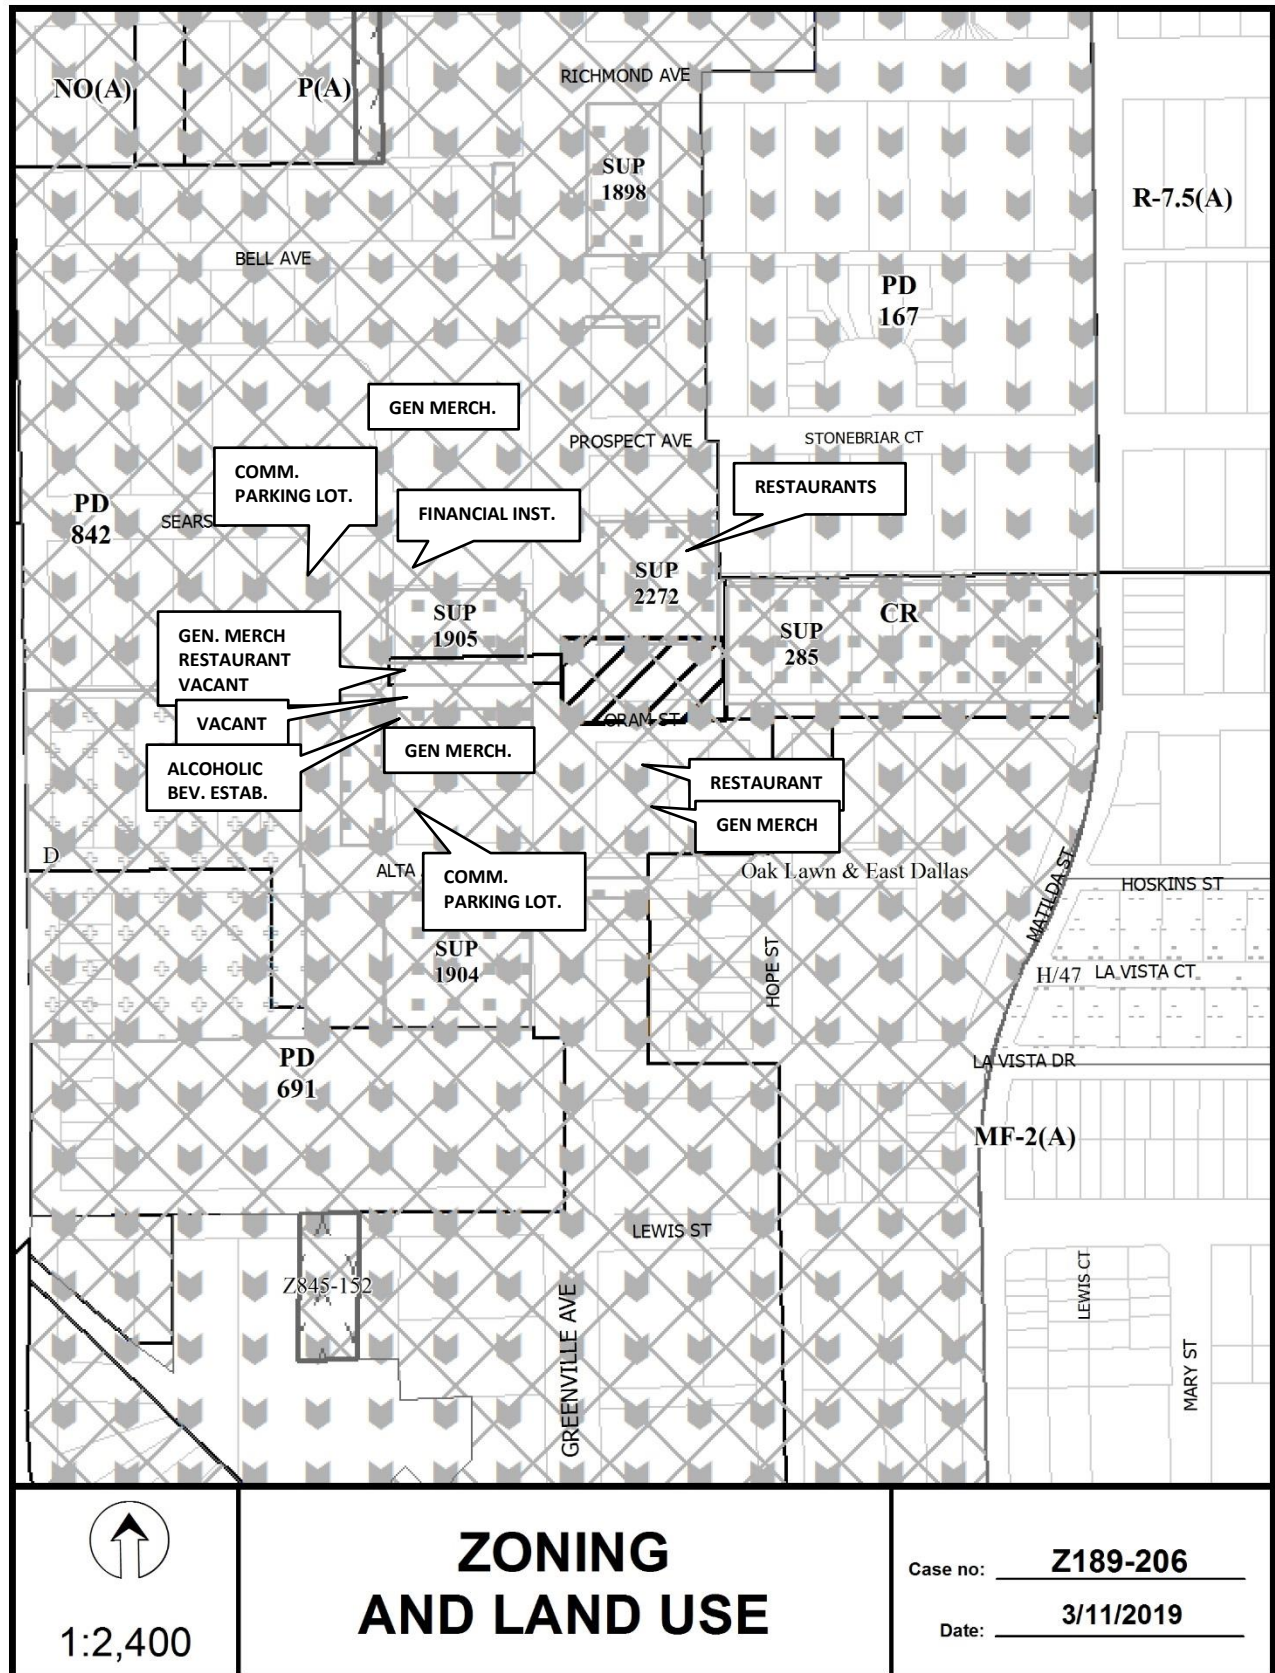 RICHMOND AVE
NO(A)
P(A)
SUP
1898
R-7.5(A)
BELL AVE
PD
167
GEN MERCH.
PROSPECT AVE
STONEBRIAR CT
COMM.
PARKING LOT.
RESTAURANTS
PD
842
SEARS
FINANCIAL INST.
SUP
2272
SUP
1905
CR
SUP
285
GEN. MERCH
RESTAURANT
VACANT
VACANT
ORAM ST
GEN MERCH.
ALCOHOLIC
BEV. ESTAB.
RESTAURANT
GEN MERCH
D
ALTA
COMM.
PARKING LOT.
Oak Lawn & East Dallas
MATILDA ST
HOSKINS ST
SUP
1904
HOPE ST
H/47
LA VISTA CT
PD
691
LA VISTA DR
MF-2(A)
LEWIS ST
Z845-152
GREENVILLE AVE
LEWIS CT
MARY ST
1:2,400
ZONING
AND LAND USE
Case no: Z189-206
Date: 3/11/2019